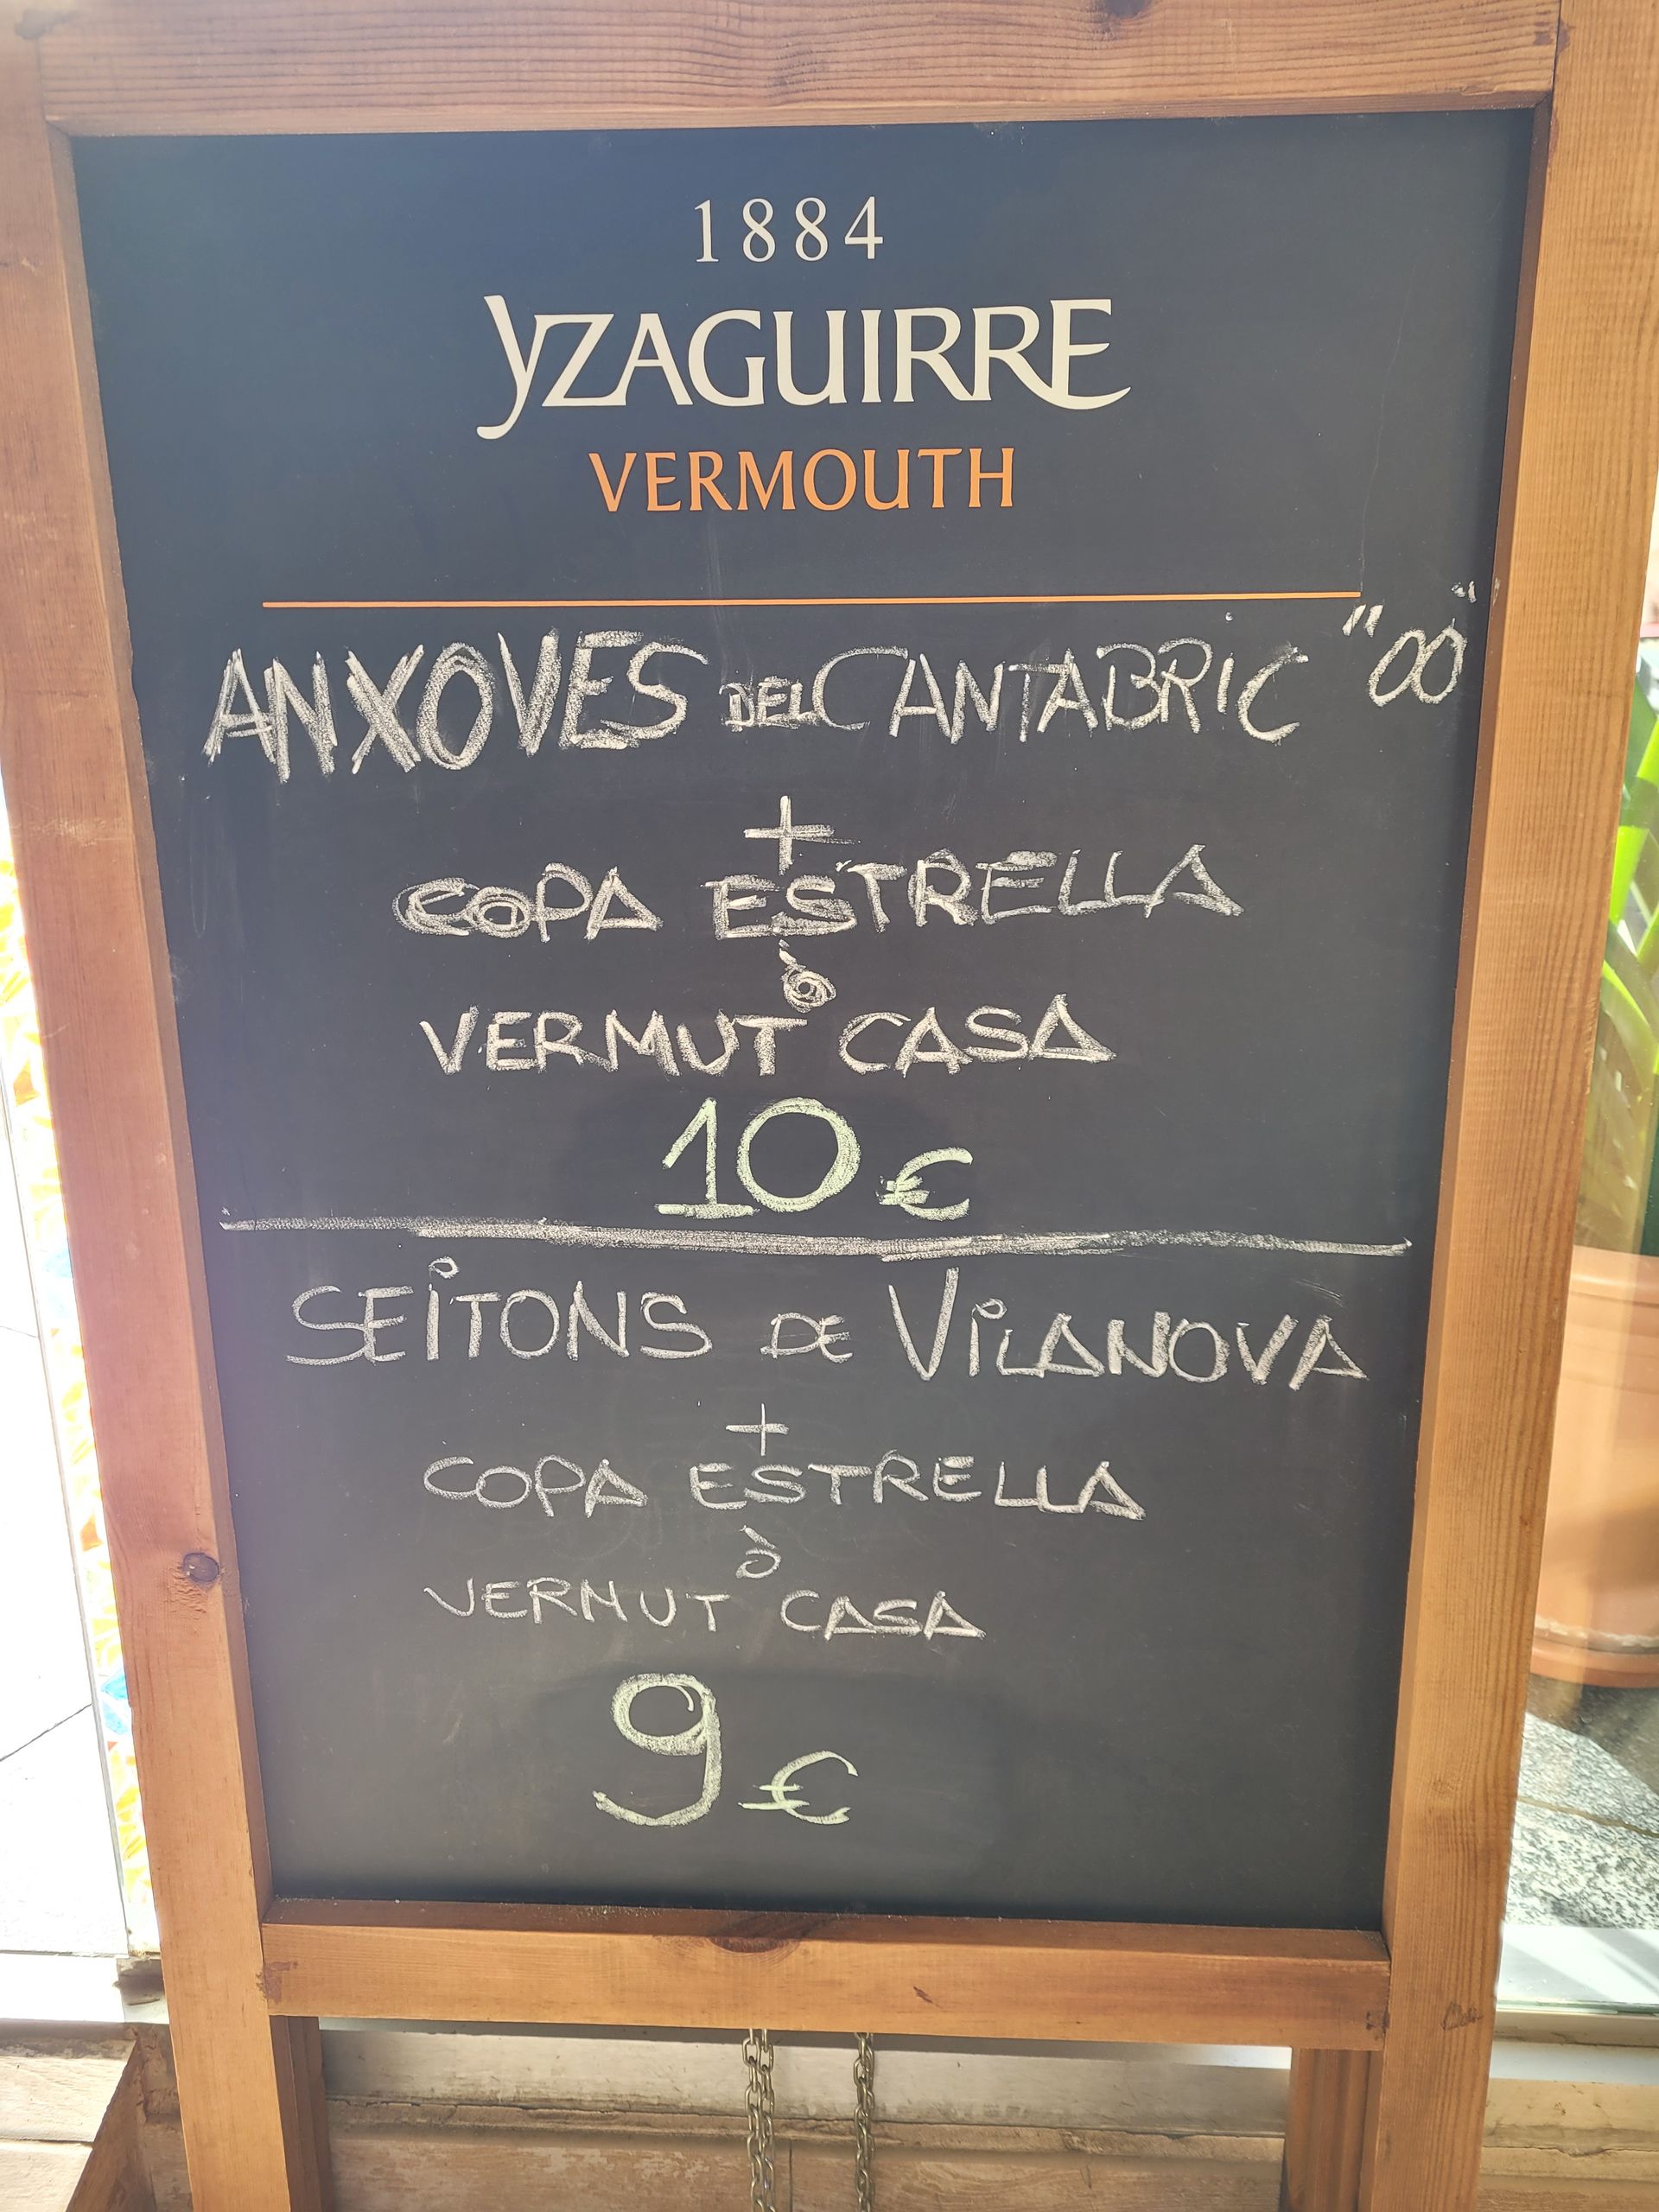 1884
YZAGUIRRE
VERMOUTH
ANXOVES DEL CANTABRIC "OO"
+
COPA ESTRELLA
ò
VERMUT CASA
10 €
SEITONS DE VILANOVA
+
COPA ESTRELLA
ò
VERMUT CASA
9 €